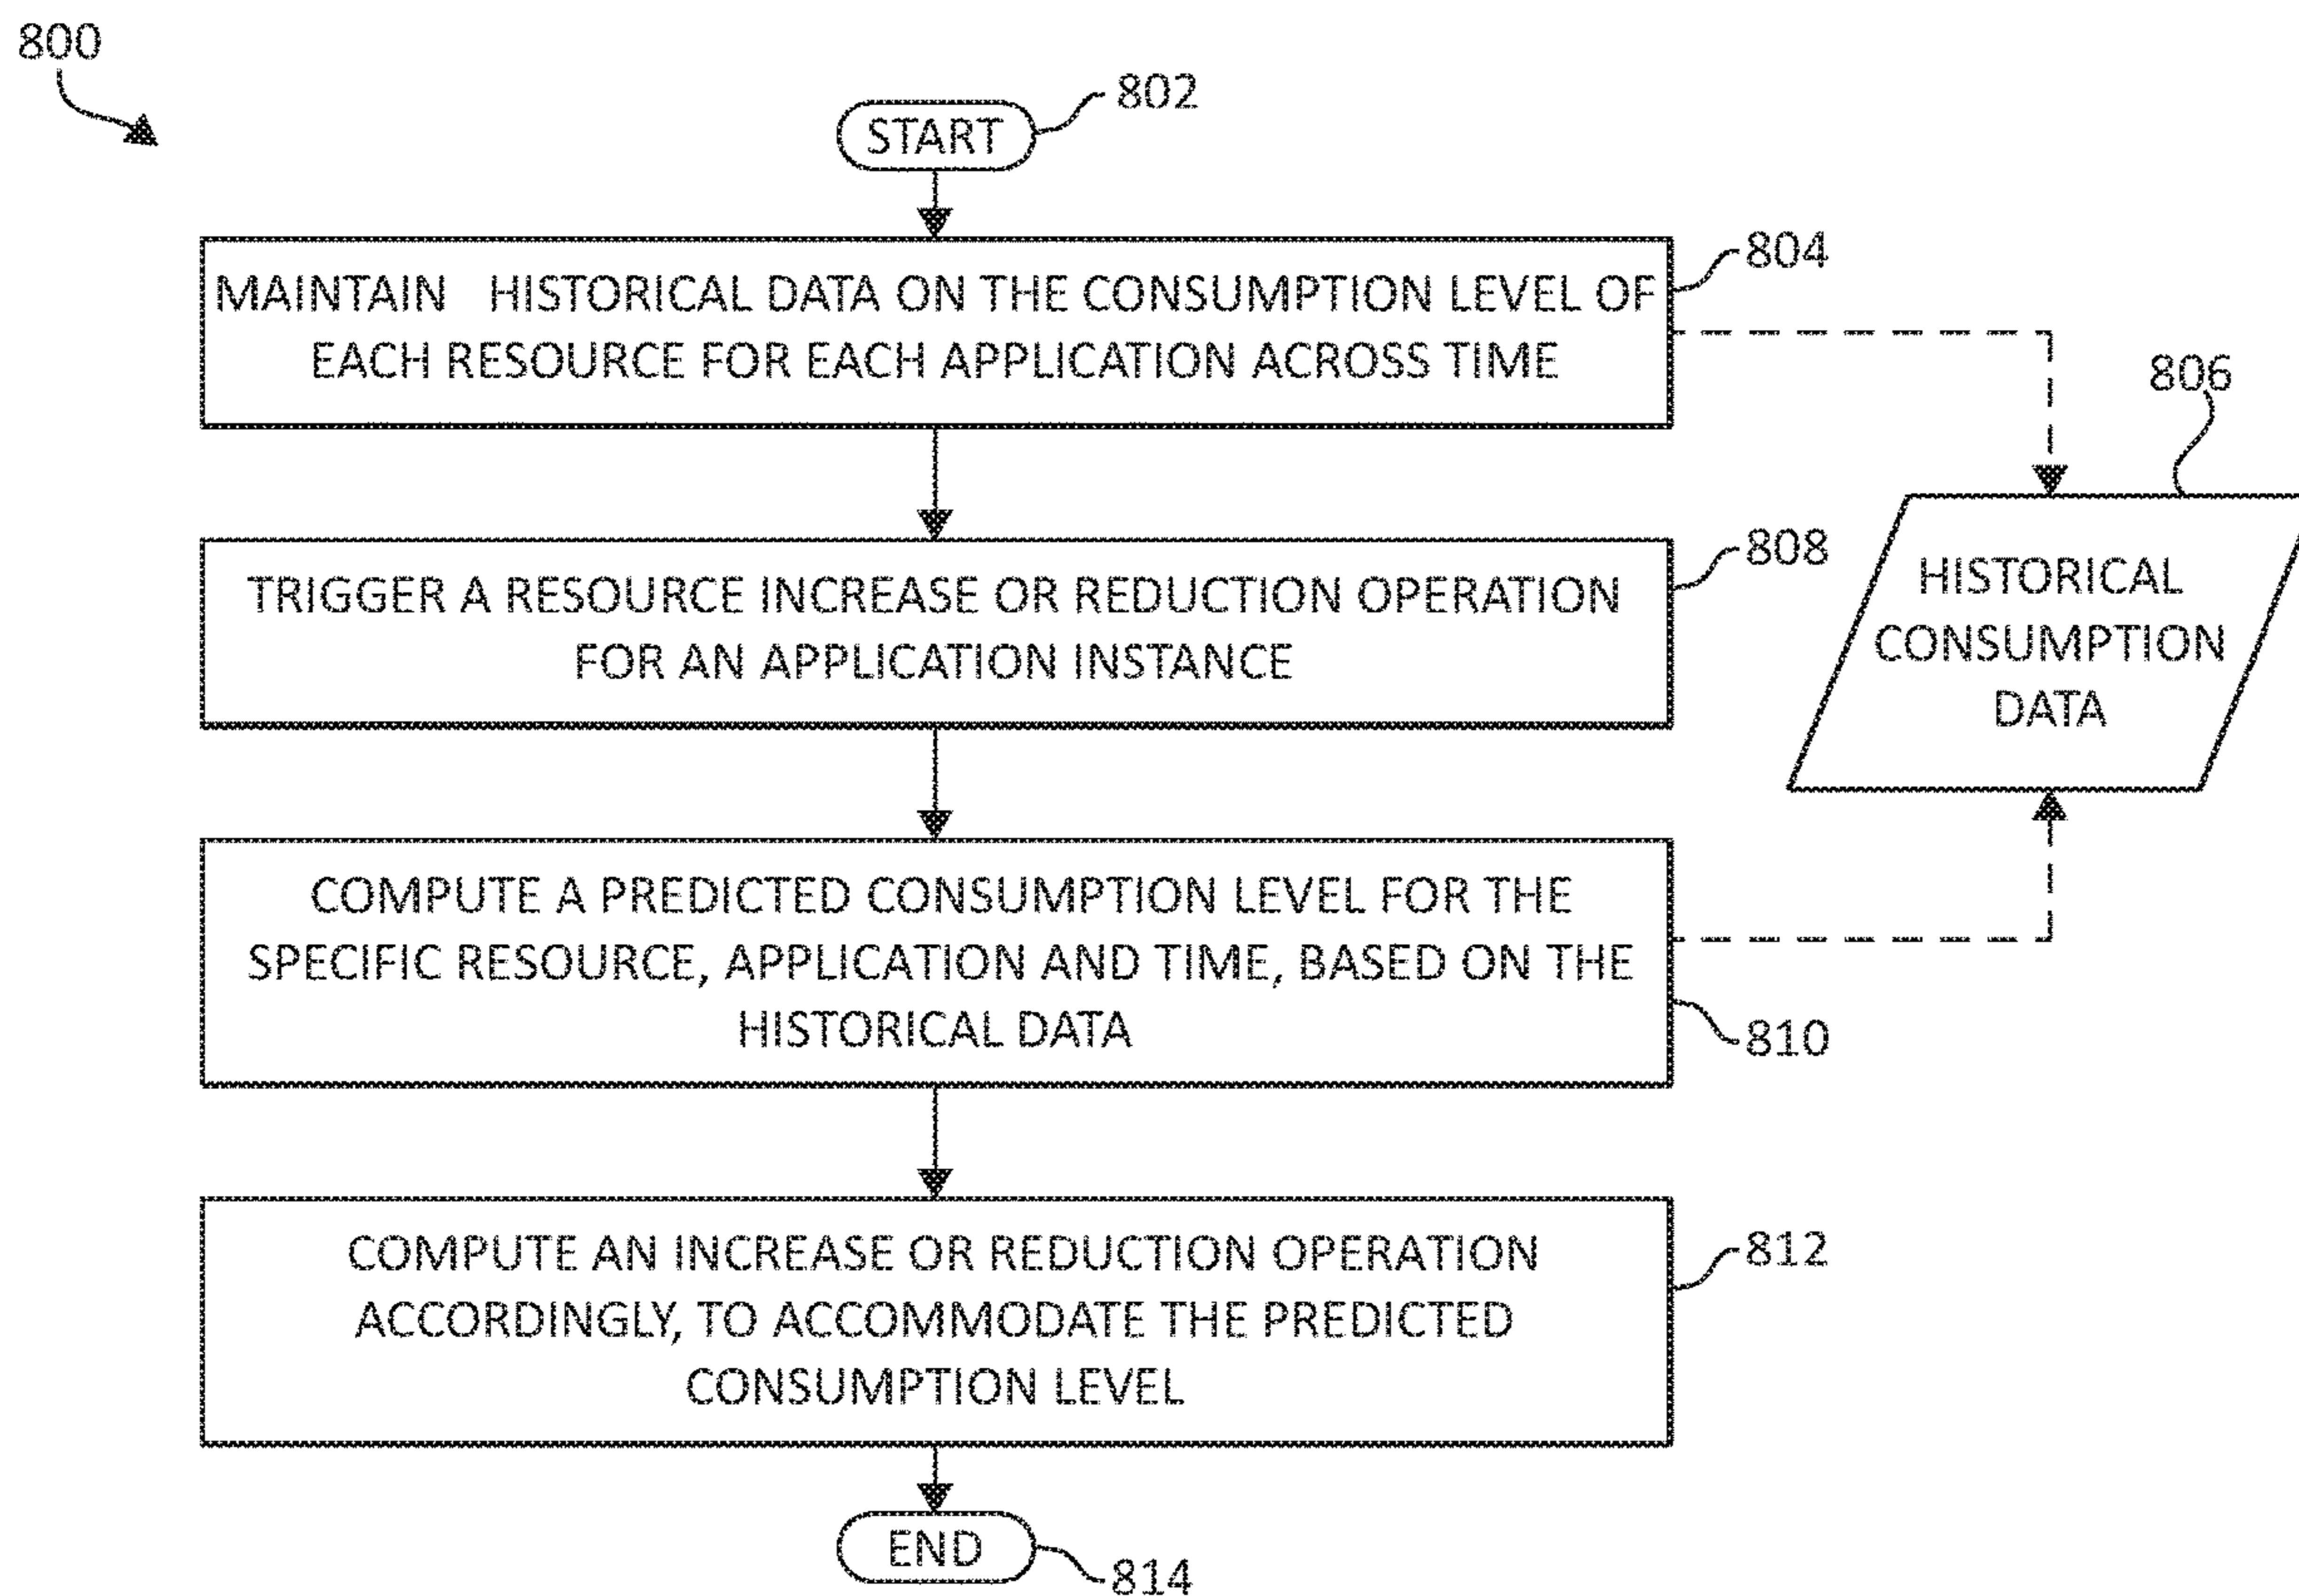 800
802
START
804
MAINTAIN HISTORICAL DATA ON THE CONSUMPTION LEVEL OF
EACH RESOURCE FOR EACH APPLICATION ACROSS TIME
806
HISTORICAL
CONSUMPTION
DATA
808
TRIGGER A RESOURCE INCREASE OR REDUCTION OPERATION
FOR AN APPLICATION INSTANCE
COMPUTE A PREDICTED CONSUMPTION LEVEL FOR THE
SPECIFIC RESOURCE, APPLICATION AND TIME, BASED ON THE
HISTORICAL DATA
810
812
COMPUTE AN INCREASE OR REDUCTION OPERATION
ACCORDINGLY, TO ACCOMMODATE THE PREDICTED
CONSUMPTION LEVEL
END
814